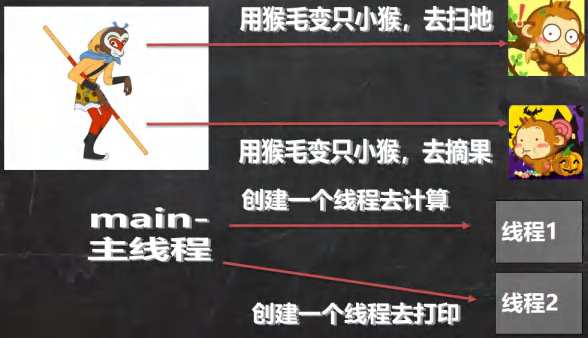 用猴毛变只小猴，去扫地
用猴毛变只小猴，去摘果
创建一个线程去计算
main-
主线程
线程1
创建一个线程去打印
线程2